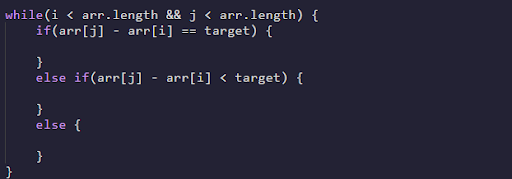 while(i < arr.length && j < arr.length) {
    if(arr[j] - arr[i] == target) {

    }
    else if(arr[j] - arr[i] < target) {

    }
    else {

    }
}